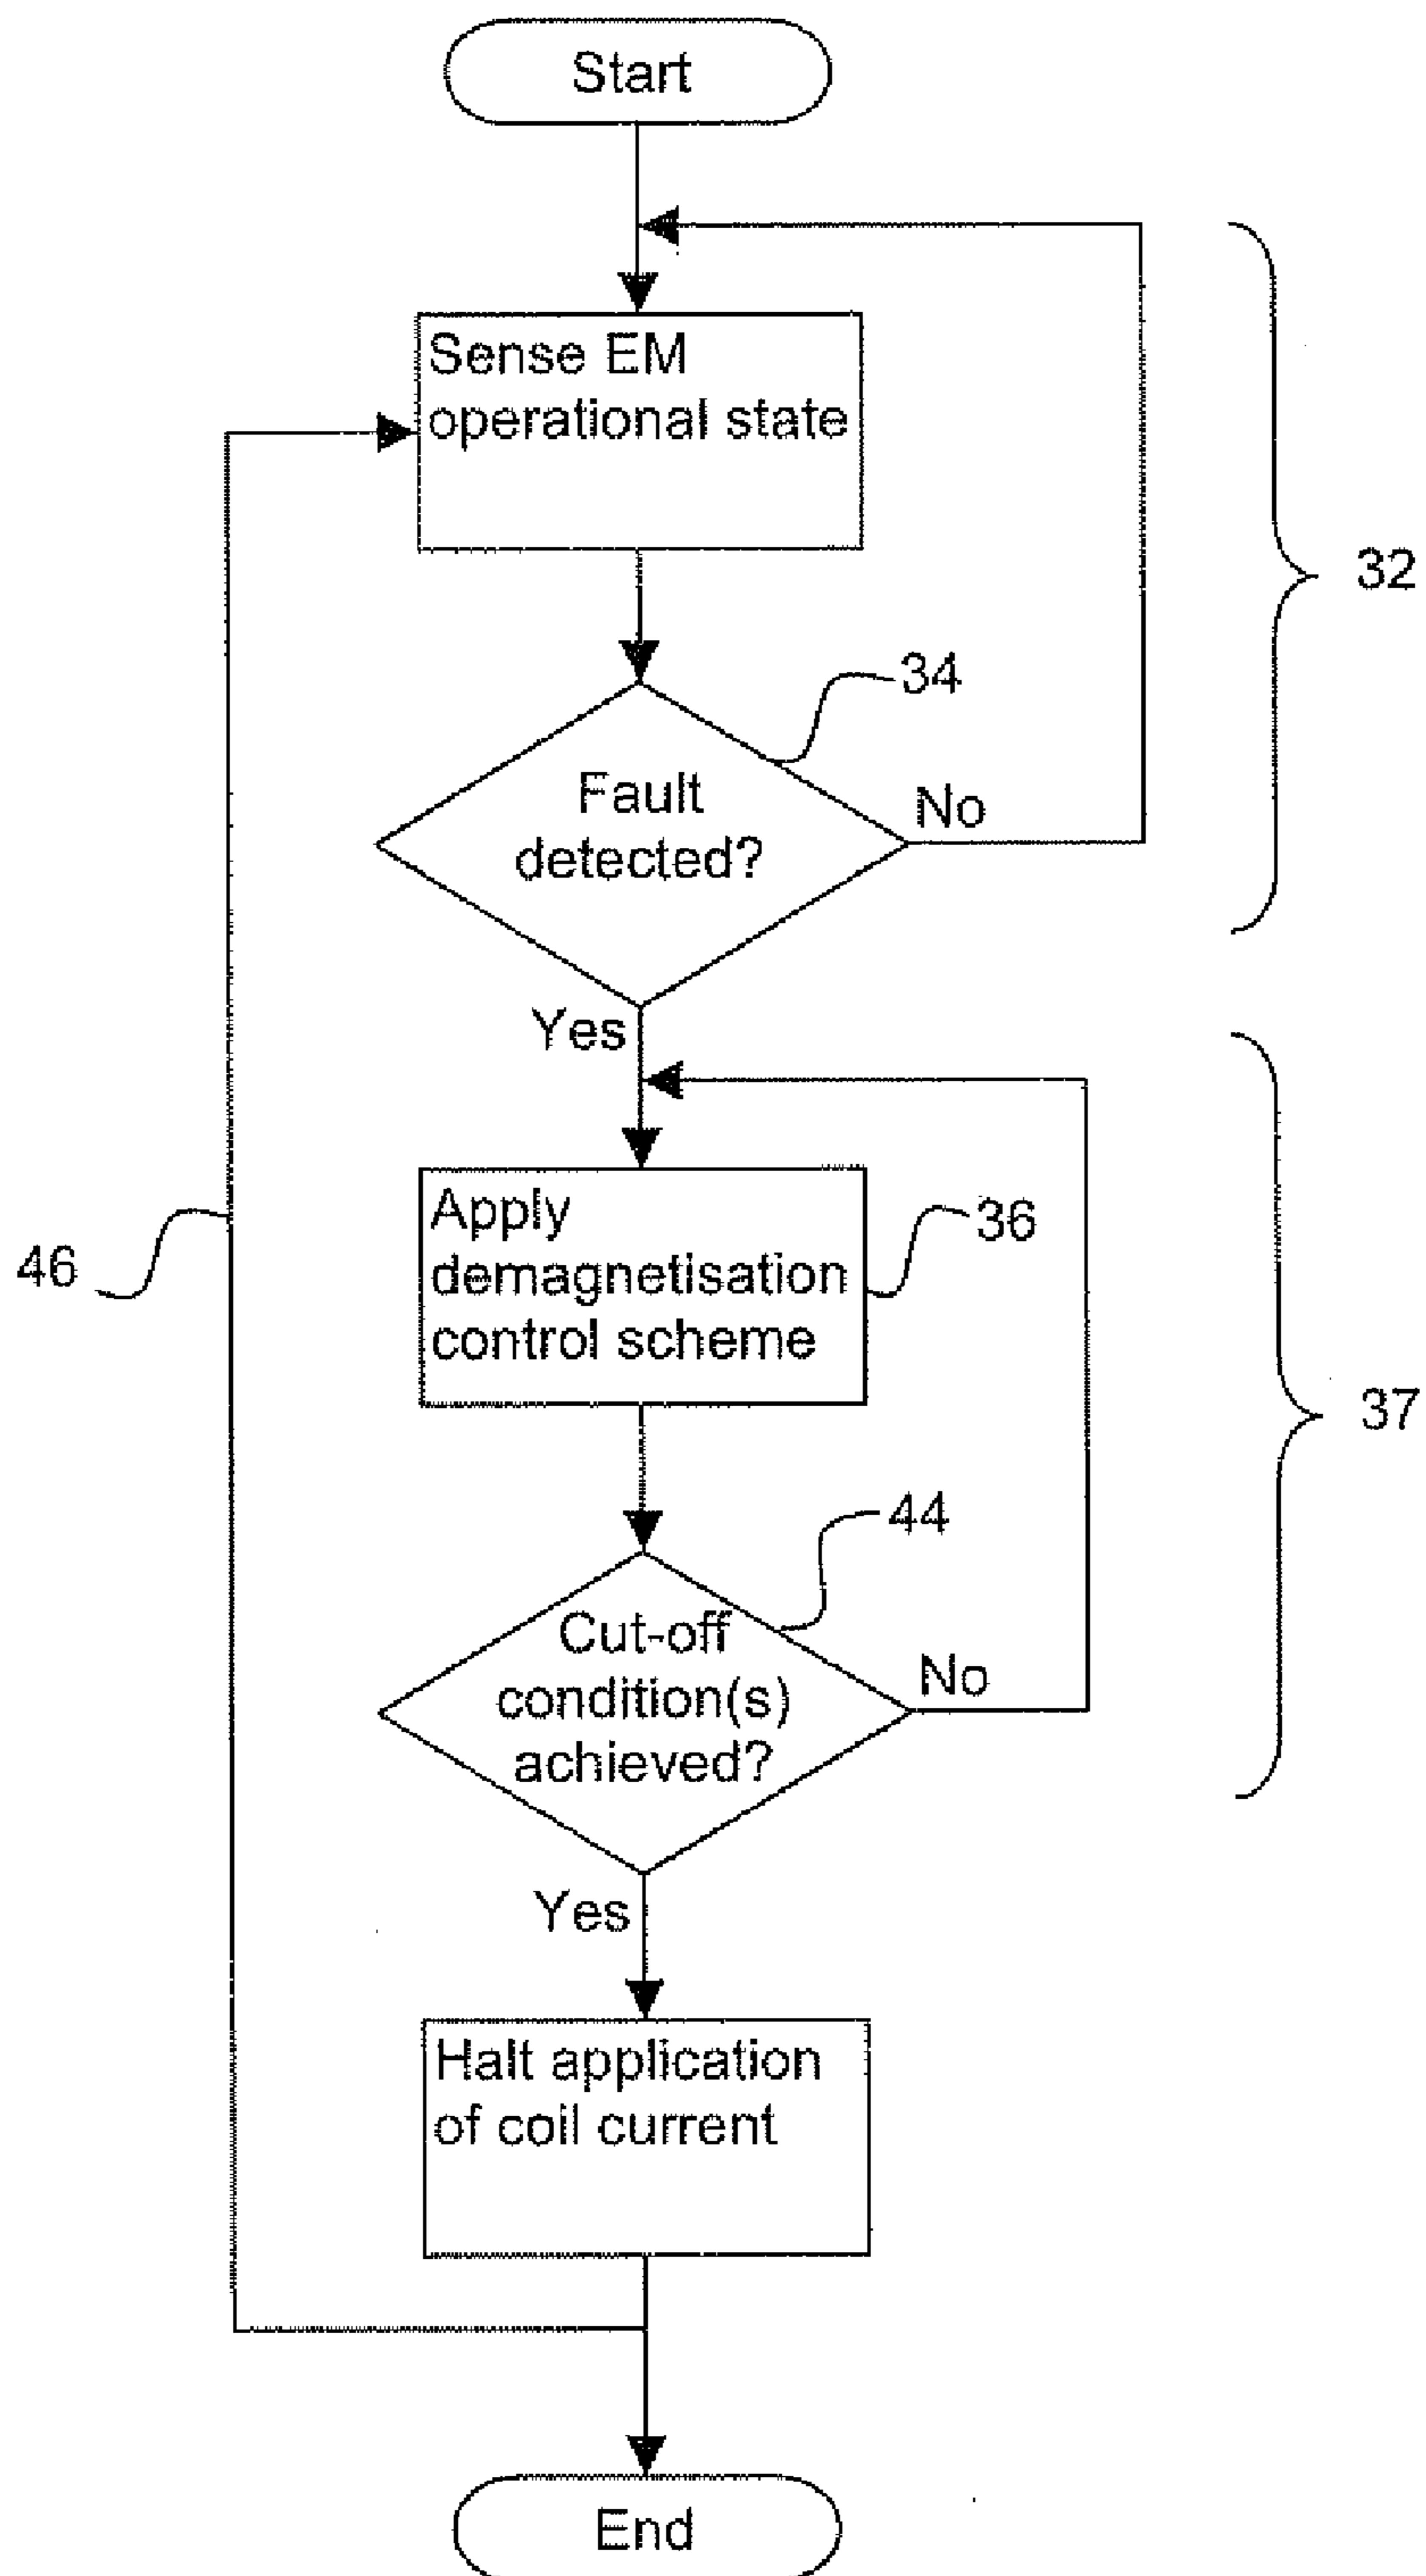 Start
Sense EM
operational state
32
34
Fault
detected?
No
Yes
Apply
demagnetisation
control scheme
36
46
37
44
Cut-off
condition(s)
achieved?
No
Yes
Halt application
of coil current
End